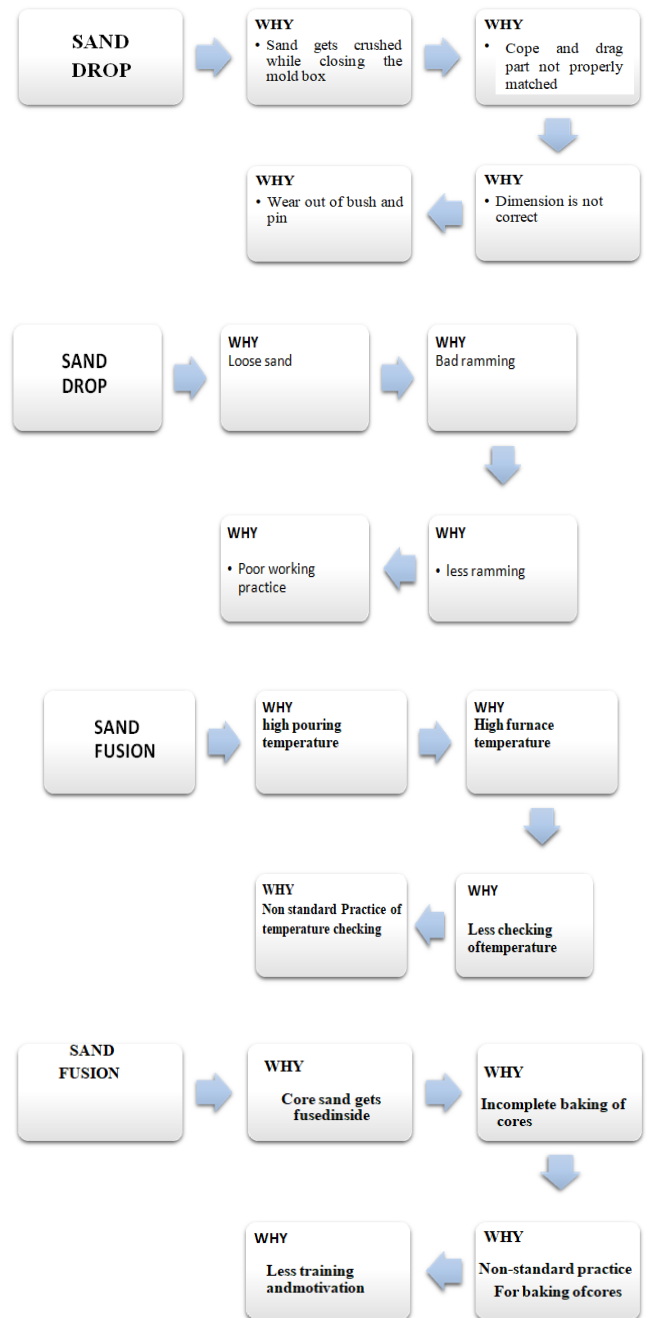 SAND
DROP
WHY
• Sand gets crushed
while closing the
mold box
WHY
• Cope and drag
part not properly
matched
WHY
• Dimension is not
correct
WHY
• Wear out of bush and
pin
SAND
DROP
WHY
Loose sand
WHY
Bad ramming
WHY
• less ramming
WHY
• Poor working
practice
SAND
FUSION
WHY
high pouring
temperature
WHY
High furnace
temperature
WHY
Less checking
oftemperature
WHY
Non standard Practice of
temperature checking
SAND
FUSION
WHY
Core sand gets
fusedinside
WHY
Incomplete baking of
cores
WHY
Non-standard practice
For baking ofcores
WHY
Less training
andmotivation